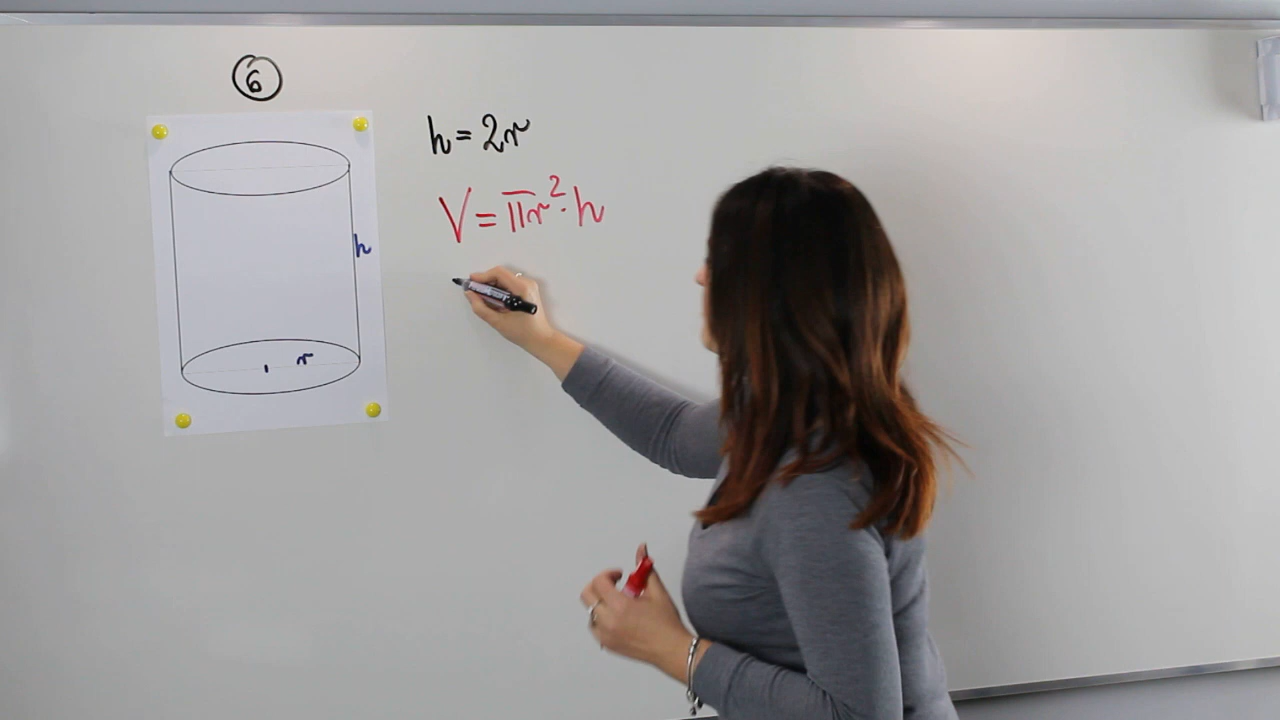 6
h = 2r
V = πr²·h
h
r